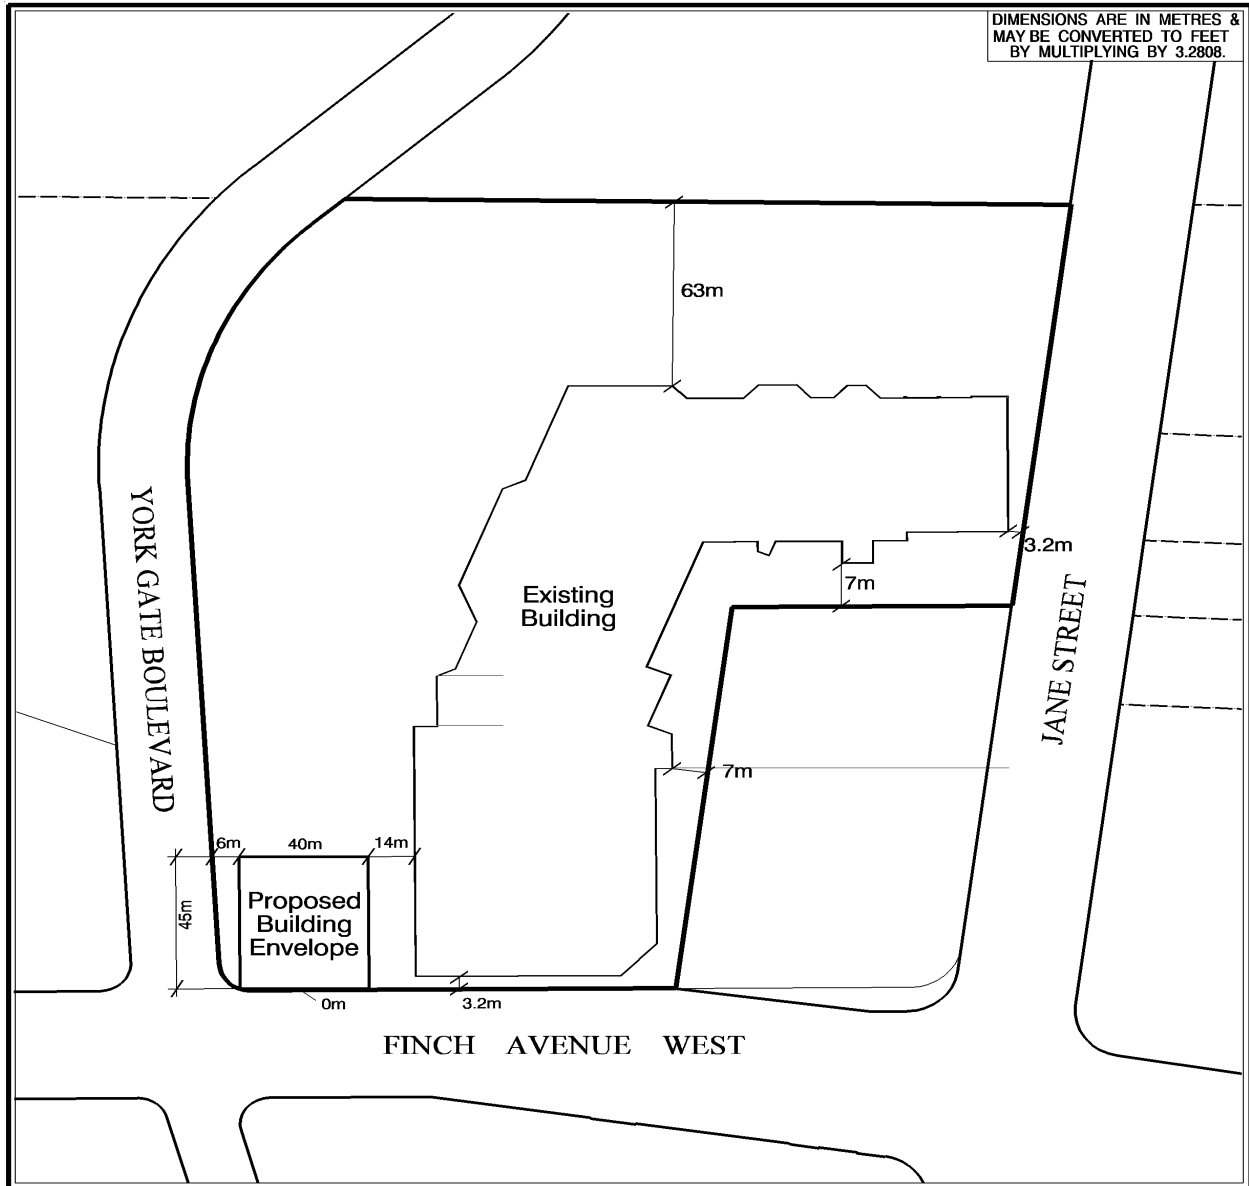 DIMENSIONS ARE IN METRES &
MAY BE CONVERTED TO FEET
BY MULTIPLYING BY 3.2808.
63m
YORK GATE BOULEVARD
3.2m
7m
Existing
Building
JANE STREET
7m
6m
40m
14m
45m
Proposed
Building
Envelope
0m
3.2m
FINCH AVENUE WEST